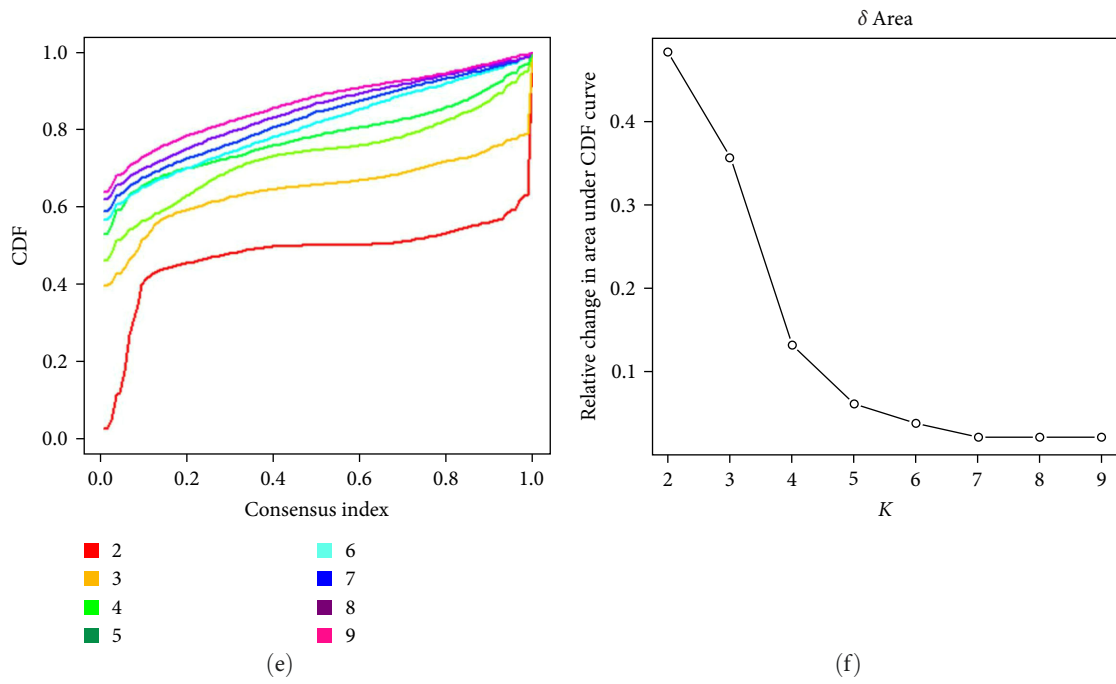 CDF
1.0
0.8
0.6
0.4
0.2
0.0
0.0 0.2 0.4 0.6 0.8 1.0
Consensus index
2 6
3 7
4 8
5 9
(e)
δ Area
Relative change in area under CDF curve
0.4
0.3
0.2
0.1
2 3 4 5 6 7 8 9
K
(f)